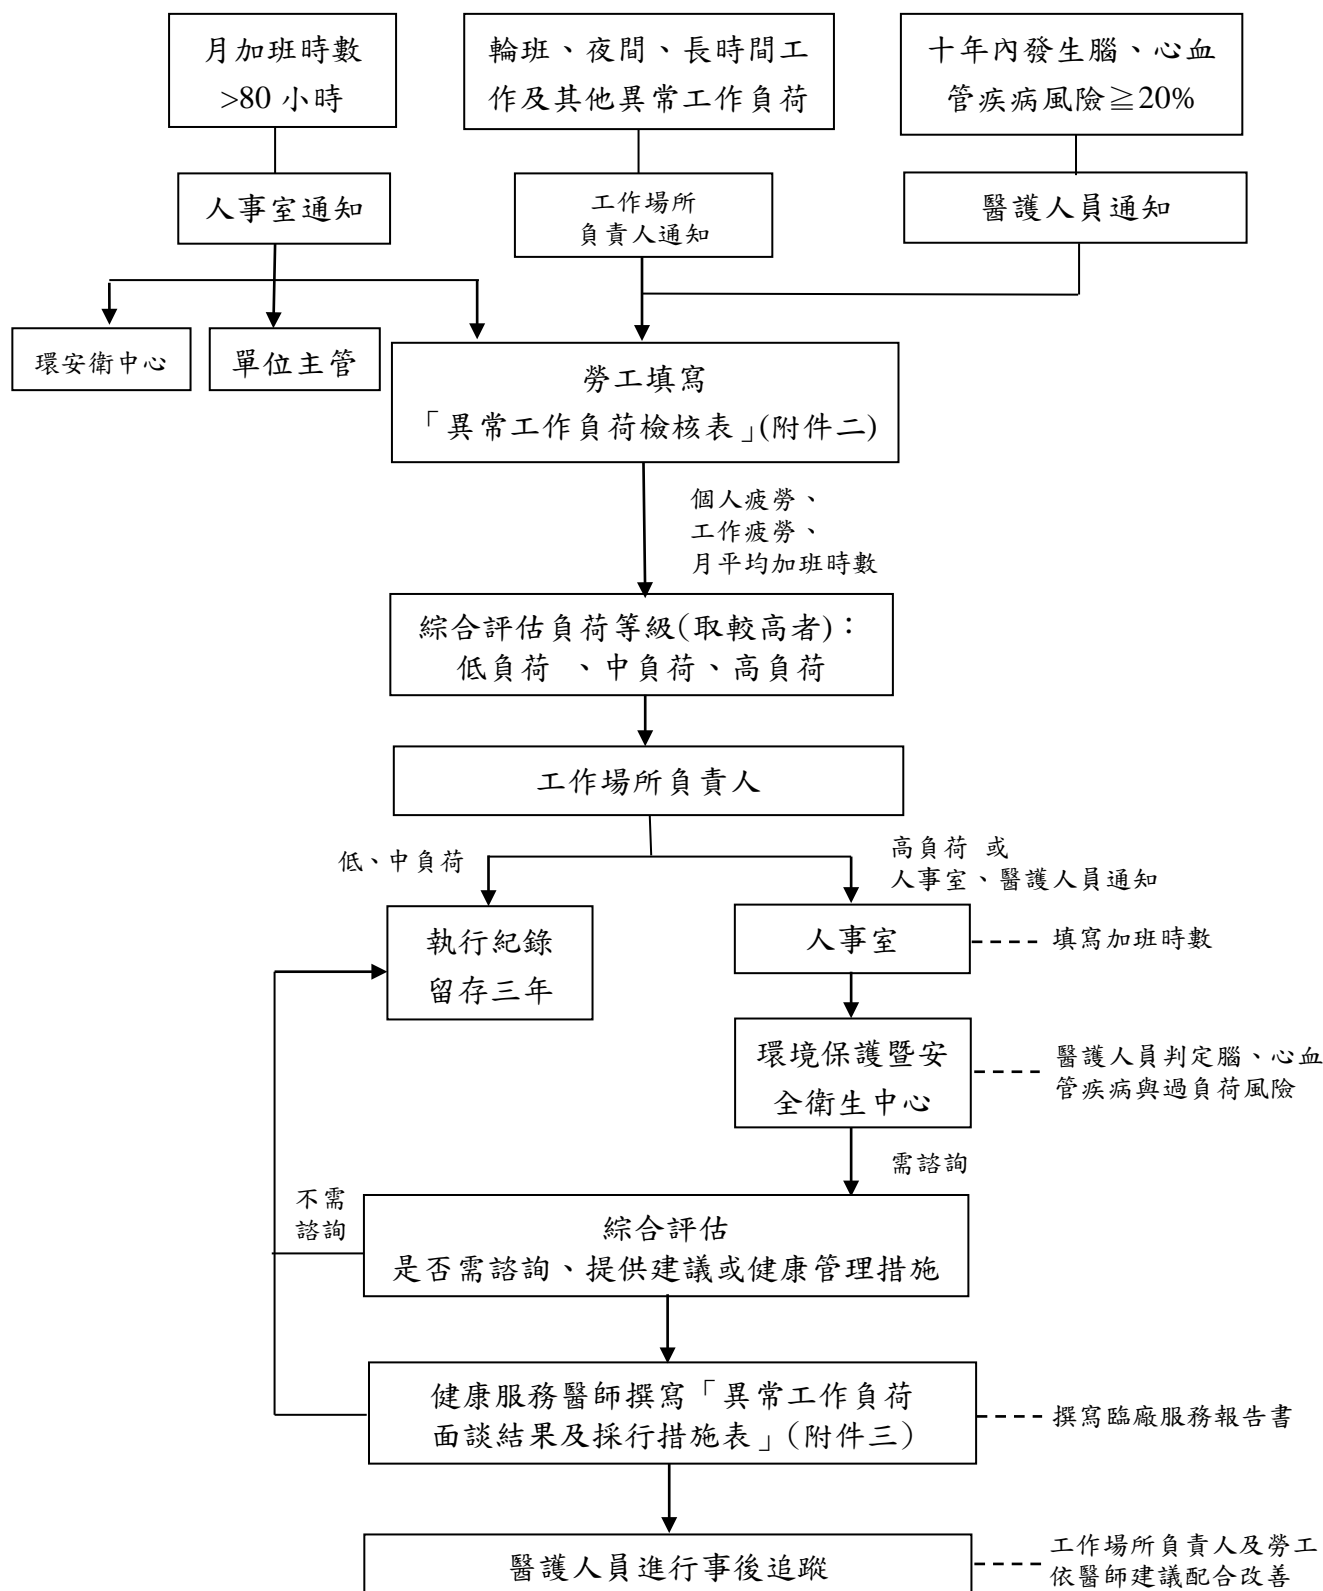 月加班時數
>80 小時
輪班、夜間、長時間工
作及其他異常工作負荷
十年內發生腦、心血
管疾病風險≧20%
人事室通知
工作場所
負責人通知
醫護人員通知
環安衛中心
單位主管
勞工填寫
「異常工作負荷檢核表」(附件二)
個人疲勞、
工作疲勞、
月平均加班時數
綜合評估負荷等級(取較高者)：
低負荷 、中負荷、高負荷
工作場所負責人
低、中負荷
高負荷 或
人事室、醫護人員通知
執行紀錄
留存三年
人事室
填寫加班時數
環境保護暨安
全衛生中心
醫護人員判定腦、心血
管疾病與過負荷風險
需諮詢
不需
諮詢
綜合評估
是否需諮詢、提供建議或健康管理措施
健康服務醫師撰寫「異常工作負荷
面談結果及採行措施表」（附件三）
撰寫臨廠服務報告書
醫護人員進行事後追蹤
工作場所負責人及勞工
依醫師建議配合改善